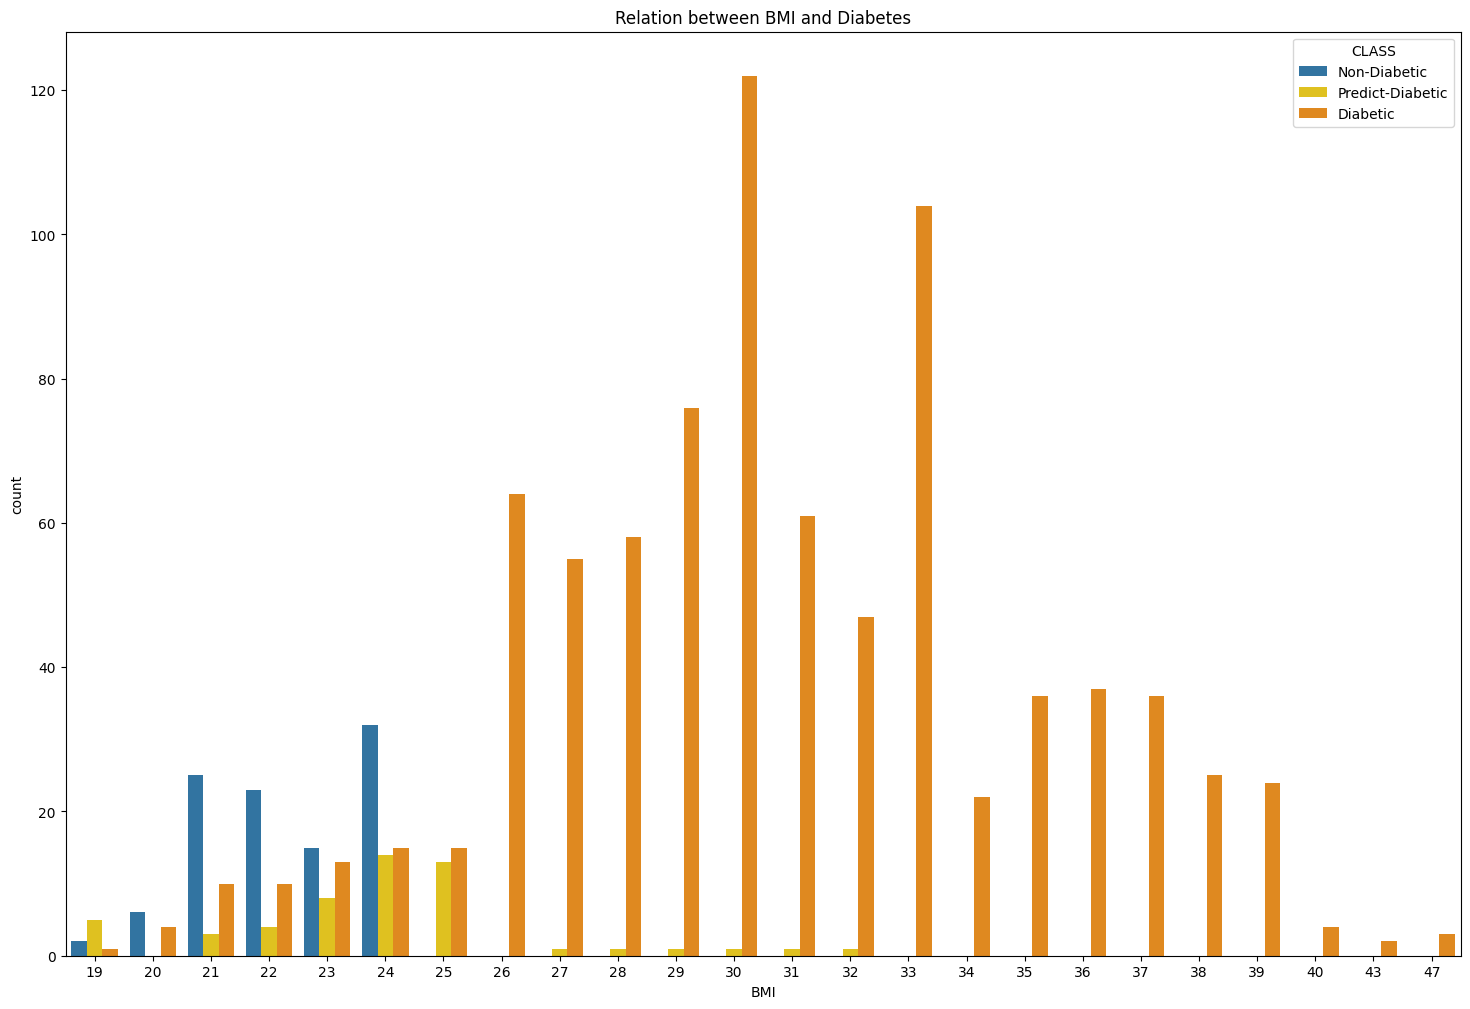 Relation between BMI and Diabetes
CLASS
Non-Diabetic
Predict-Diabetic
Diabetic
120
100
80
60
40
20
0
count
19 20 21 22 23 24 25 26 27 28 29 30 31 32 33 34 35 36 37 38 39 40 43 47
BMI